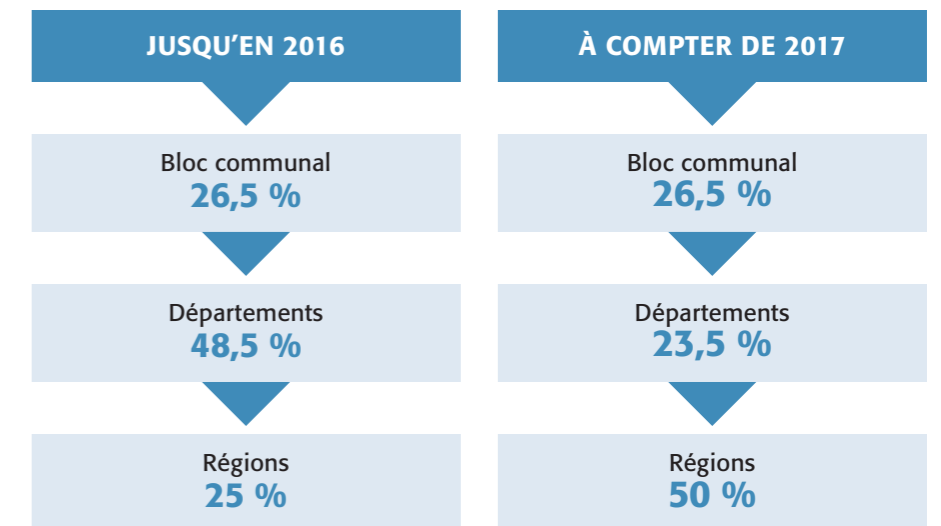 JUSQU'EN 2016
Bloc communal
26,5 %
Départements
48,5 %
Régions
25 %
À COMPTER DE 2017
Bloc communal
26,5 %
Départements
23,5 %
Régions
50 %